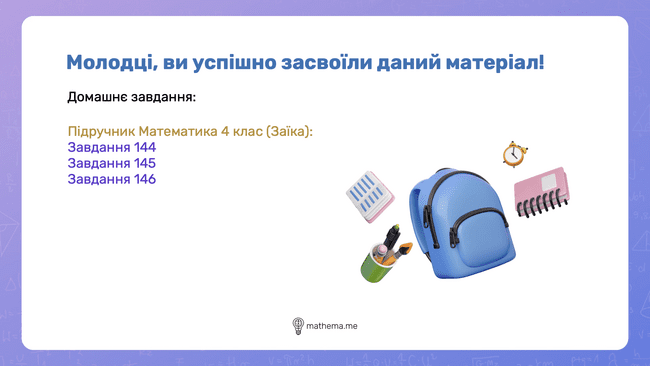 Молодці, ви успішно засвоїли даний матеріал!
Домашнє завдання:
Підручник Математика 4 клас (Заїка):
Завдання 144
Завдання 145
Завдання 146
mathema.me